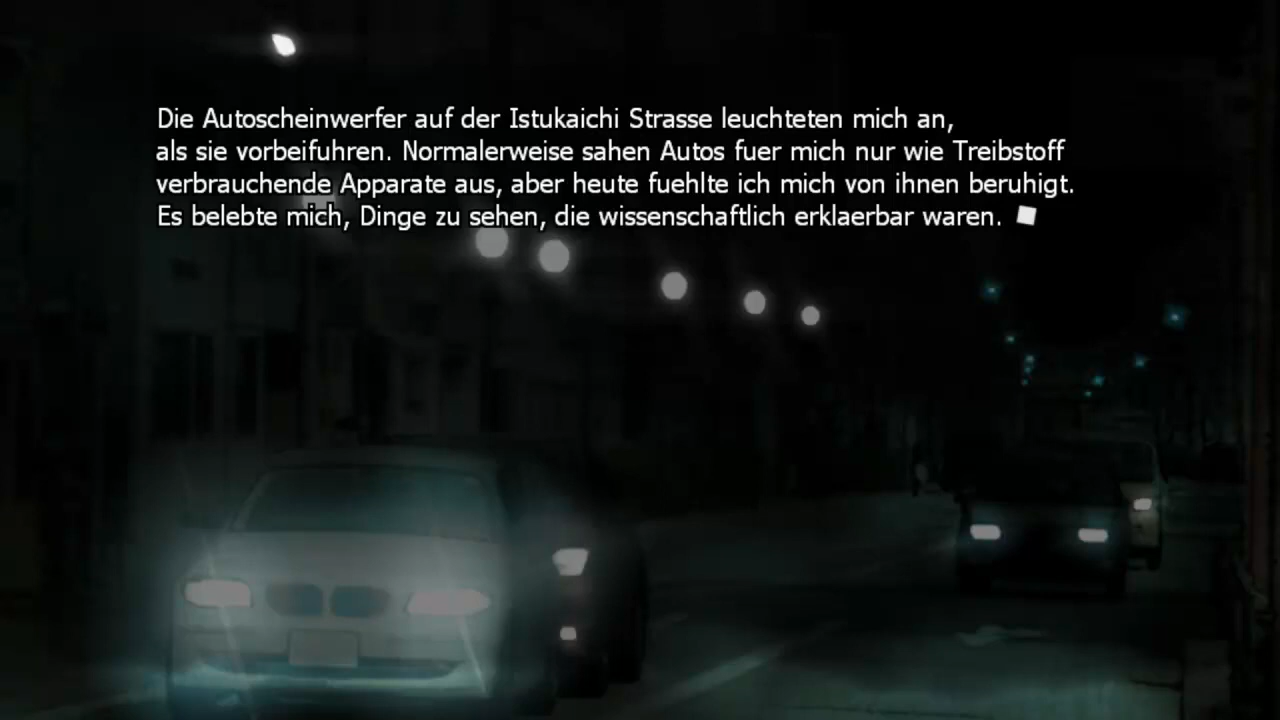 Die Autoscheinwerfer auf der Istukaichi Strasse leuchteten mich an,
als sie vorbeifuhren. Normalerweise sahen Autos fuer mich nur wie Treibstoff
verbrauchende Apparate aus, aber heute fuehlte ich mich von ihnen beruhigt.
Es belebte mich, Dinge zu sehen, die wissenschaftlich erklaerbar waren.